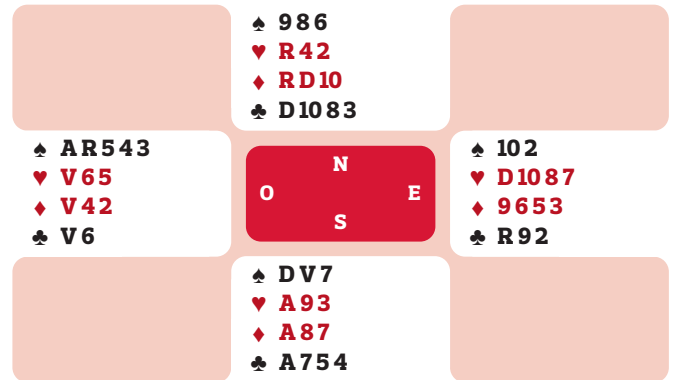 ♠ 986
♥ R42
♦ RD10
♣ D1083
♠ AR543
♥ V65
♦ V42
♣ V6
N
O E
S
♠ 102
♥ D1087
♦ 9653
♣ R92
♠ DV7
♥ A93
♦ A87
♣ A754